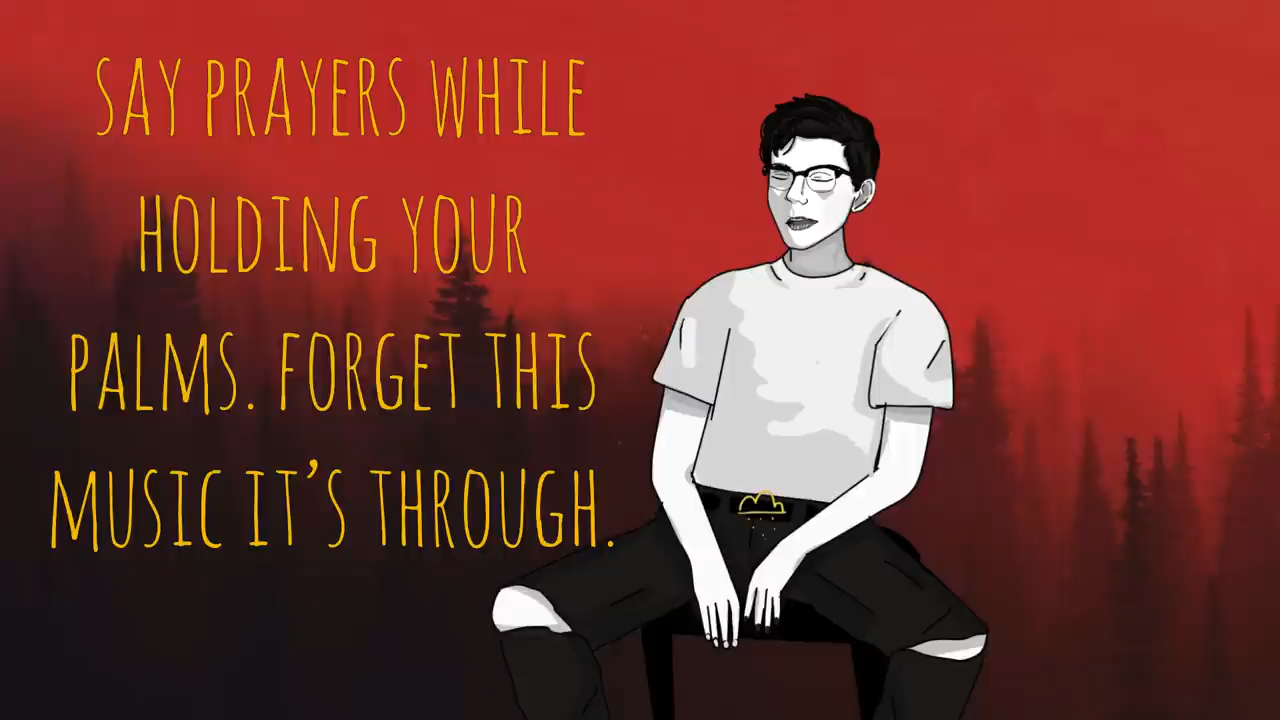 SAY PRAYERS WHILE
HOLDING YOUR
PALMS. FORGET THIS
MUSIC IT’S THROUGH.